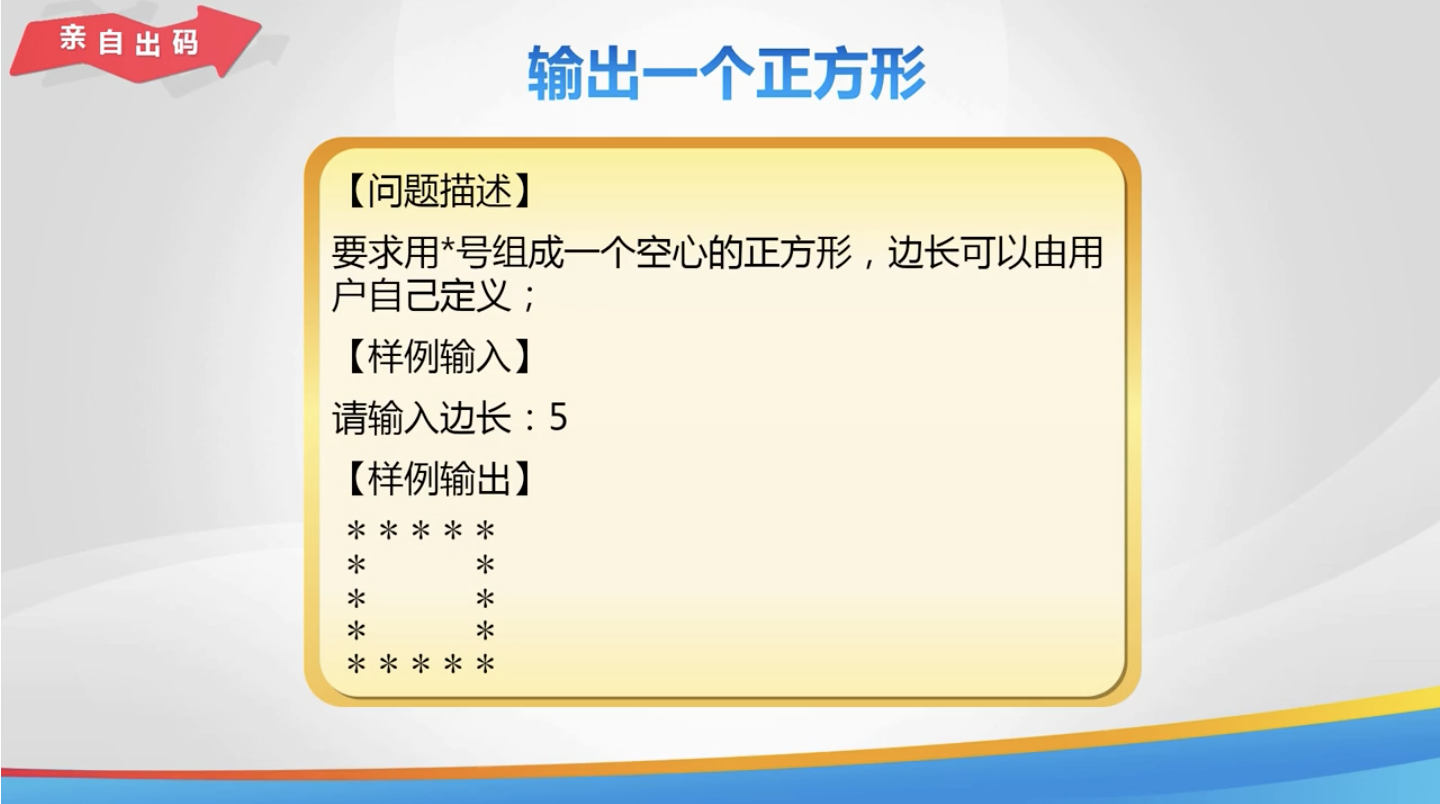 亲自出码
输出一个正方形
【问题描述】
要求用*号组成一个空心的正方形，边长可以由用
户自己定义；
【样例输入】
请输入边长：5
【样例输出】
* * * * *
*       *
*       *
*       *
* * * * *